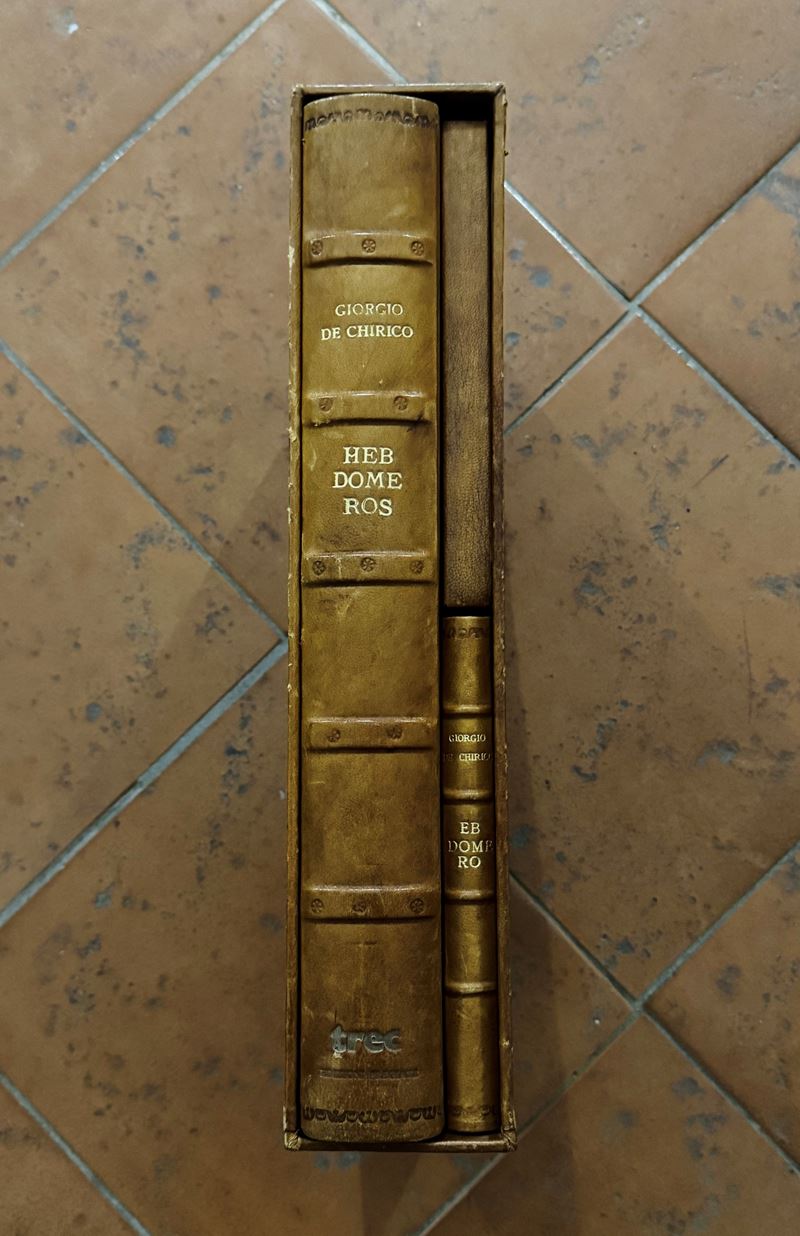 GIORGIO
DE CHIRICO
HEB
DOME
ROS
trec
GIORGIO
DE CHIRICO
EB
DOME
RO